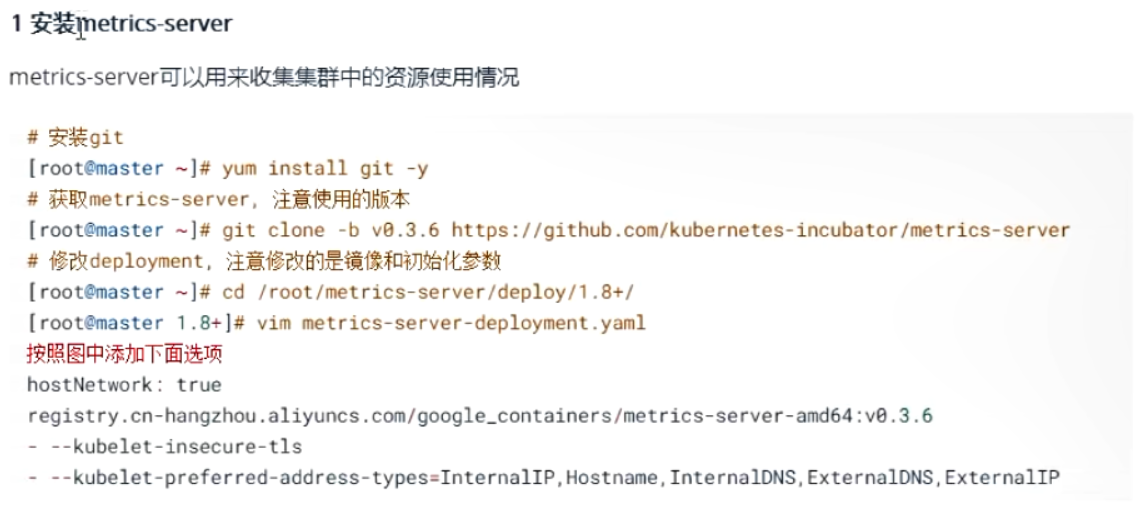 1 安装metrics-server
metrics-server可以用来收集集群中的资源使用情况
# 安装git
[root@master ~]# yum install git -y
# 获取metrics-server, 注意使用的版本
[root@master ~]# git clone -b v0.3.6 https://github.com/kubernetes-incubator/metrics-server
# 修改deployment, 注意修改的是镜像和初始化参数
[root@master ~]# cd /root/metrics-server/deploy/1.8+/
[root@master 1.8+]# vim metrics-server-deployment.yaml
按照图中添加下面选项
hostNetwork: true
registry.cn-hangzhou.aliyuncs.com/google_containers/metrics-server-amd64:v0.3.6
- --kubelet-insecure-tls
- --kubelet-preferred-address-types=InternalIP,Hostname,InternalDNS,ExternalDNS,ExternalIP